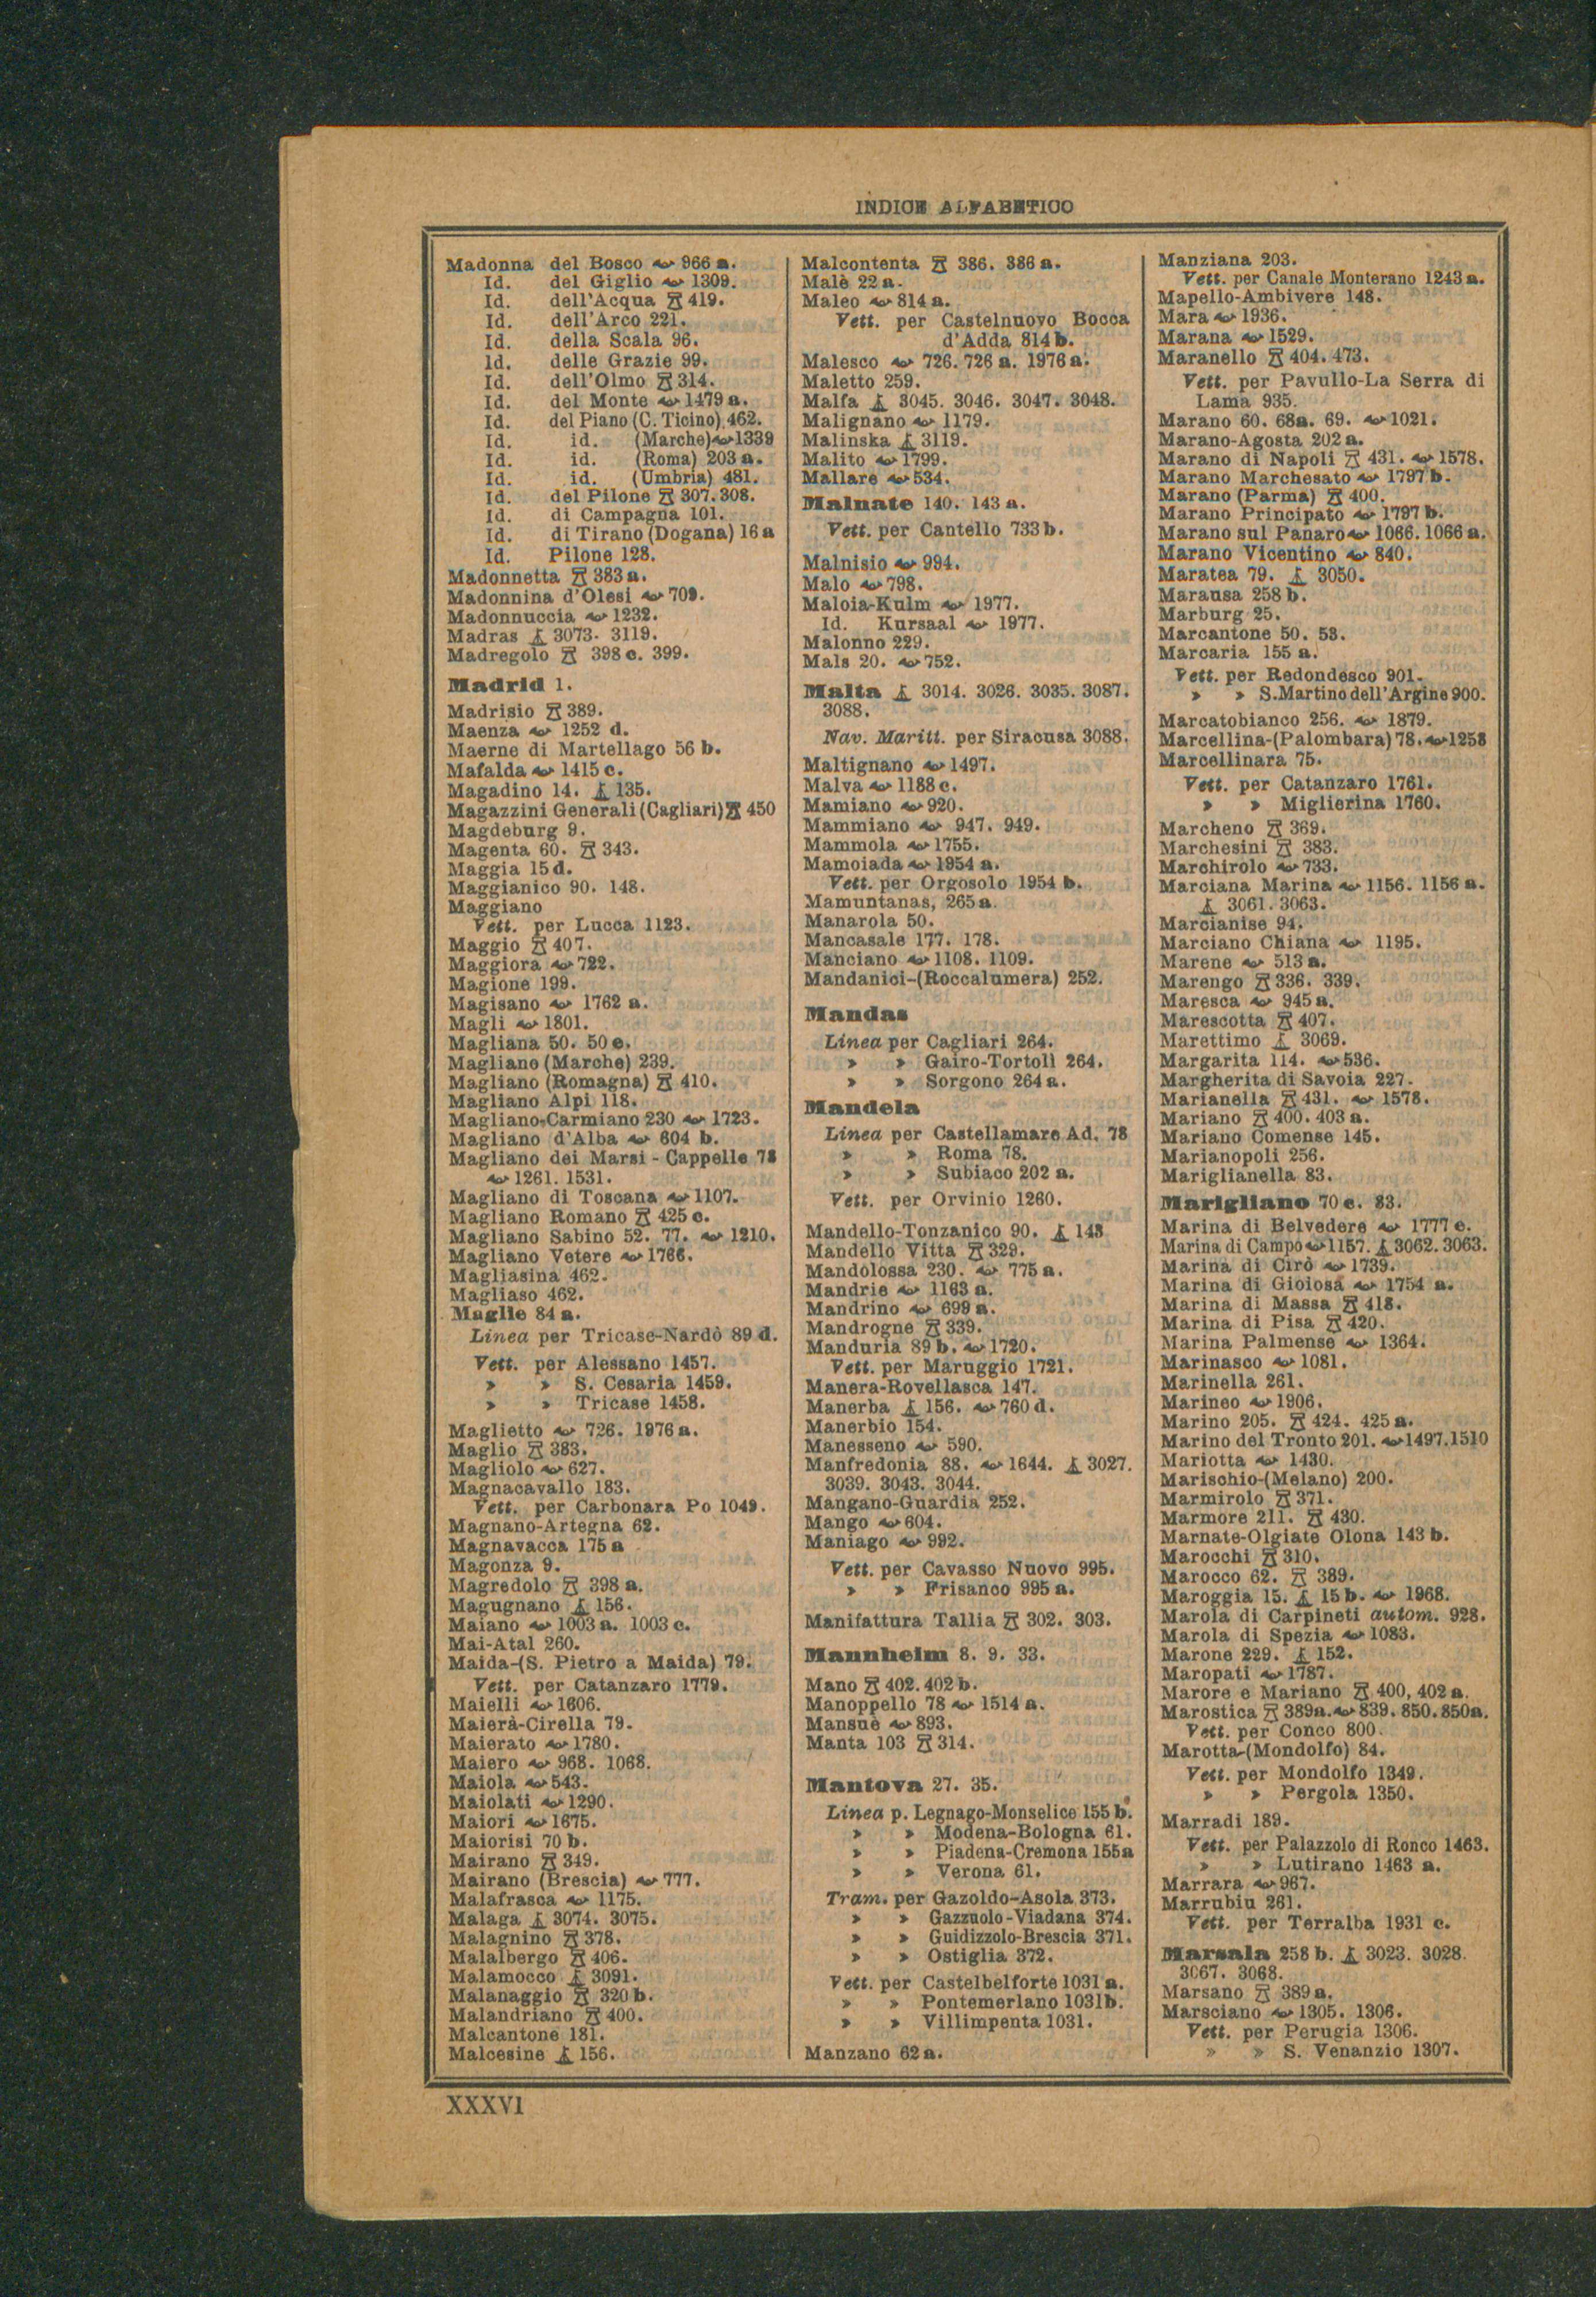 INDICE ALFABETICO
Madonna del Bosco 966 a.
Id. del Giglio 1309.
Id. dell'Acqua 419.
Id. dell'Arco 221.
Id. della Scala 96.
Id. delle Grazie 99.
Id. dell'Olmo 314.
Id. del Monte 1479 a.
Id. del Piano (C. Ticino) 462.
Id. id. (Marche) 1339
Id. id. (Roma) 203 a.
Id. id. (Umbria) 481.
Id. del Pilone 307. 308.
Id. di Campagna 101.
Id. di Tirano (Dogana) 16 a
Id. Pilone 128.
Madonnetta 383 a.
Madonnina d'Olesi 709.
Madonnuccia 1232.
Madras 3073. 3119.
Madregolo 398 c. 399.
Madrid 1.
Madrisio 389.
Maenza 1252 d.
Maerne di Martellago 56 b.
Mafalda 1415 c.
Magadino 14. 135.
Magazzini Generali (Cagliari) 450
Magdeburg 9.
Magenta 60. 343.
Maggia 15 d.
Maggianico 90. 148.
Maggiano
Vett. per Lucca 1123.
Maggio 407.
Maggiora 722.
Magione 199.
Magisano 1762 a.
Magli 1801.
Magliana 50. 50 e.
Magliano (Marche) 239.
Magliano (Romagna) 410.
Magliano Alpi 118.
Magliano-Carmiano 230 1723.
Magliano d'Alba 604 b.
Magliano dei Marsi - Cappelle 78
1261. 1531.
Magliano di Toscana 1107.
Magliano Romano 425 c.
Magliano Sabino 52. 77. 1210.
Magliano Vetere 1766.
Magliasina 462.
Magliaso 462.
Maglie 84 a.
Linea per Tricase-Nardò 89 d.
Vett. per Alessano 1457.
» » S. Cesaria 1459.
» » Tricase 1458.
Maglietto 726. 1976 a.
Maglio 383.
Magliolo 627.
Magnacavallo 183.
Vett. per Carbonara Po 1049.
Magnano-Artegna 62.
Magnavacca 175 a
Magonza 9.
Magredolo 398 a.
Magugnano 156.
Maiano 1003 a. 1003 c.
Mai-Atal 260.
Maida-(S. Pietro a Maida) 79.
Vett. per Catanzaro 1779.
Maielli 1606.
Maierà-Cirella 79.
Maierato 1780.
Maiero 968. 1068.
Maiola 543.
Maiolati 1290.
Maiori 1675.
Maiorisi 70 b.
Mairano 349.
Mairano (Brescia) 777.
Malafrasca 1175.
Malaga 3074. 3075.
Malagnino 378.
Malalbergo 406.
Malamocco 3091.
Malanaggio 320 b.
Malandriano 400.
Malcantone 181.
Malcesine 156.
Malcontenta 386. 386 a.
Malè 22 a.
Maleo 814 a.
Vett. per Castelnuovo Bocca
d'Adda 814 b.
Malesco 726. 726 a. 1976 a.
Maletto 259.
Malfa 3045. 3046. 3047. 3048.
Malignano 1179.
Malinska 3119.
Malito 1799.
Mallare 534.
Malnate 140. 143 a.
Vett. per Cantello 733 b.
Malnisio 994.
Malo 798.
Maloia-Kulm 1977.
Id. Kursaal 1977.
Malonno 229.
Mals 20. 752.
Malta 3014. 3026. 3035. 3087.
3088.
Nav. Maritt. per Siracusa 3088.
Maltignano 1497.
Malva 1188 c.
Mamiano 920.
Mammiano 947. 949.
Mammola 1755.
Mamoiada 1954 a.
Vett. per Orgosolo 1954 b.
Mamuntanas, 265 a.
Manarola 50.
Mancasale 177. 178.
Manciano 1108. 1109.
Mandanici-(Roccalumera) 252.
Mandas
Linea per Cagliari 264.
» » Gairo-Tortolì 264.
» » Sorgono 264 a.
Mandela
Linea per Castellamare Ad. 78
» » Roma 78.
» » Subiaco 202 a.
Vett. per Orvinio 1260.
Mandello-Tonzanico 90. 148
Mandello Vitta 329.
Mandolossa 230. 775 a.
Mandrie 1163 a.
Mandrino 699 a.
Mandrogne 339.
Manduria 89 b. 1720.
Vett. per Maruggio 1721.
Manera-Rovellasca 147.
Manerba 156. 760 d.
Manerbio 154.
Manesseno 590.
Manfredonia 88. 1644. 3027.
3039. 3043. 3044.
Mangano-Guardia 252.
Mango 604.
Maniago 992.
Vett. per Cavasso Nuovo 995.
» » Frisanco 995 a.
Manifattura Tallia 302. 303.
Mannheim 8. 9. 33.
Mano 402. 402 b.
Manoppello 78 1514 a.
Mansuè 893.
Manta 103 314.
Mantova 27. 35.
Linea p. Legnago-Monselice 155 b.
» » Modena-Bologna 61.
» » Piadena-Cremona 155a
» » Verona 61.
Tram. per Gazoldo-Asola 373.
» » Gazzuolo-Viadana 374.
» » Guidizzolo-Brescia 371.
» » Ostiglia 372.
Vett. per Castelbelforte 1031 a.
» » Pontemerlano 1031b.
» » Villimpenta 1031.
Manzano 62 a.
Manziana 203.
Vett. per Canale Monterano 1243 a.
Mapello-Ambivere 148.
Mara 1936.
Marana 1529.
Maranello 404. 473.
Vett. per Pavullo-La Serra di
Lama 935.
Marano 60. 68a. 69. 1021.
Marano-Agosta 202 a.
Marano di Napoli 431. 1578.
Marano Marchesato 1797 b.
Marano (Parma) 400.
Marano Principato 1797 b.
Marano sul Panaro 1066. 1066 a.
Marano Vicentino 840.
Maratea 79. 3050.
Marausa 258 b.
Marburg 25.
Marcantone 50. 53.
Marcaria 155 a.
Vett. per Redondesco 901.
» » S. Martino dell'Argine 900.
Marcatobianco 256. 1879.
Marcellina-(Palombara) 78. 1258
Marcellinara 75.
Vett. per Catanzaro 1761.
» » Miglierina 1760.
Marcheno 369.
Marchesini 383.
Marchirolo 733.
Marciana Marina 1156. 1156 a.
3061. 3063.
Marcianise 94.
Marciano Chiana 1195.
Marene 513 a.
Marengo 336. 339.
Maresca 945 a.
Marescotta 407.
Marettimo 3069.
Margarita 114. 536.
Margherita di Savoia 227.
Marianella 431. 1578.
Mariano 400. 403 a.
Mariano Comense 145.
Marianopoli 256.
Mariglianella 83.
Marigliano 70 c. 83.
Marina di Belvedere 1777 e.
Marina di Campo 1157. 3062. 3063.
Marina di Cirò 1739.
Marina di Gioiosa 1754 a.
Marina di Massa 418.
Marina di Pisa 420.
Marina Palmense 1364.
Marinasco 1081.
Marinella 261.
Marineo 1906.
Marino 205. 424. 425 a.
Marino del Tronto 201. 1497. 1510
Mariotta 1430.
Marischio-(Melano) 200.
Marmirolo 371.
Marmore 211. 430.
Marnate-Olgiate Olona 143 b.
Marocchi 310.
Marocco 62. 389.
Maroggia 15. 15 b. 1968.
Marola di Carpineti autom. 928.
Marola di Spezia 1083.
Marone 229. 152.
Maropati 1787.
Marore e Mariano 400, 402 a.
Marostica 389a. 839. 850. 850a.
Vett. per Conco 800.
Marotta-(Mondolfo) 84.
Vett. per Mondolfo 1349.
» » Pergola 1350.
Marradi 189.
Vett. per Palazzolo di Ronco 1463.
» » Lutirano 1463 a.
Marrara 967.
Marrubiu 261.
Vett. per Terralba 1931 c.
Marsala 258 b. 3023. 3028.
3067. 3068.
Marsano 389 a.
Marsciano 1305. 1306.
Vett. per Perugia 1306.
» » S. Venanzio 1307.
XXXVI